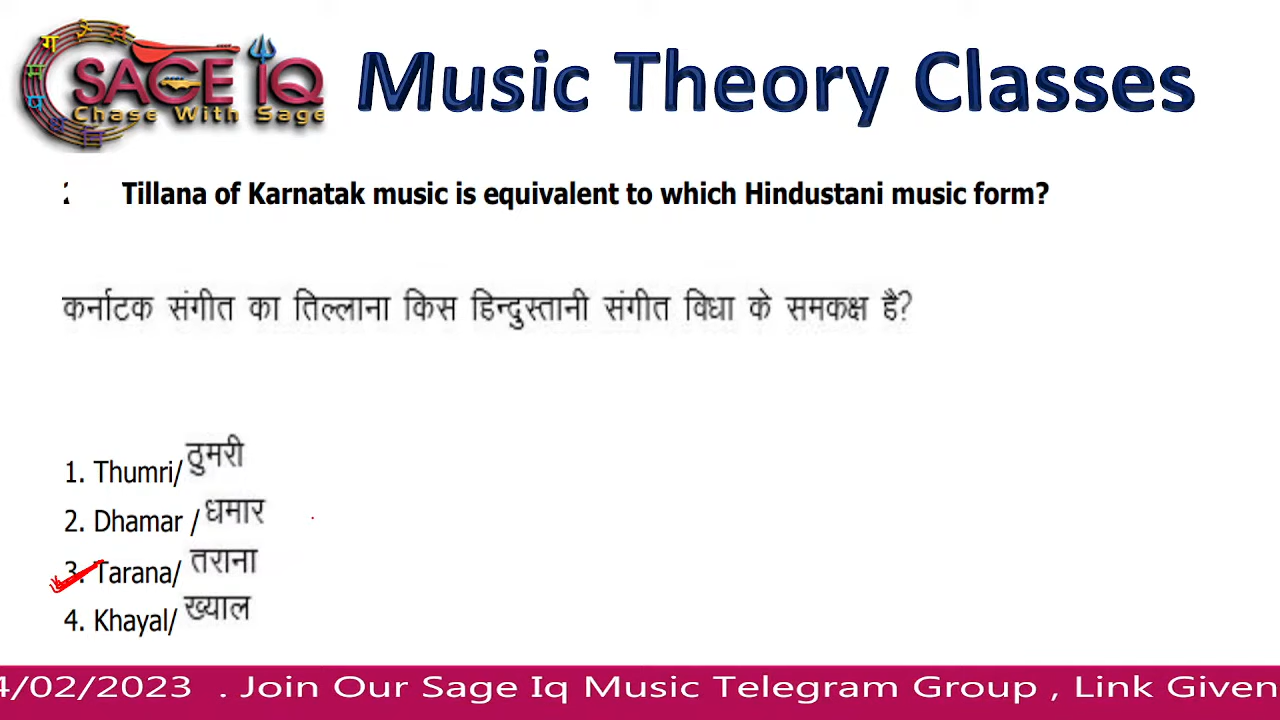 ग म प ध नि सा रे
SAGE IQ
Chase With Sage
Music Theory Classes
Tillana of Karnatak music is equivalent to which Hindustani music form?
कर्नाटक संगीत का तिल्लाना किस हिन्दुस्तानी संगीत विधा के समकक्ष है?
1. Thumri/ ठुमरी
2. Dhamar / धमार
3. Tarana/ तराना
4. Khayal/ ख्याल
4/02/2023 . Join Our Sage Iq Music Telegram Group , Link Given